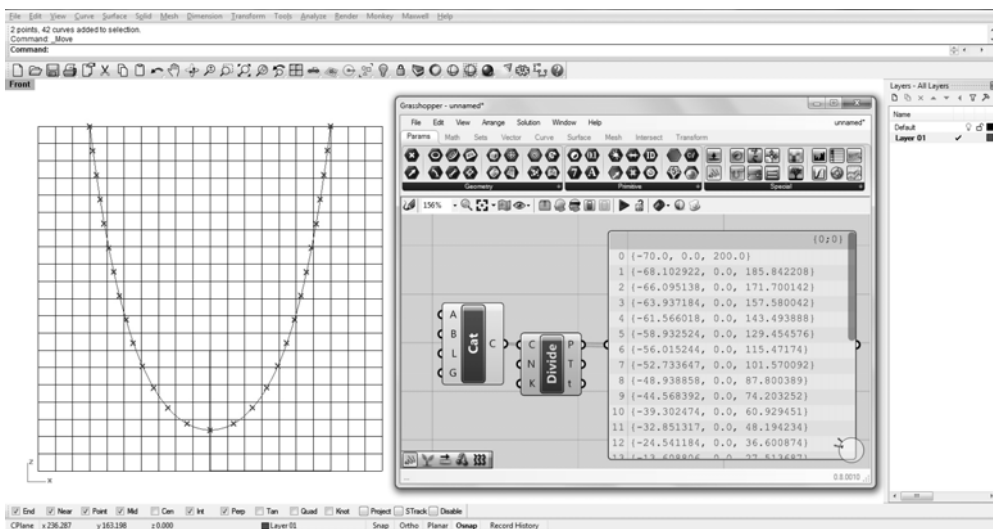 File Edit View Curve Surface Solid Mesh Dimension Transform Tools Analyze Render Monkey Maxwell Help
2 points, 42 curves added to selection.
Command: _Move
Command:
Front
Layers - All Layers
Name
Default
Layer 01
Grasshopper - unnamed*
File Edit View Arrange Solution Window Help unnamed*
Params Math Sets Vector Curve Surface Mesh Intersect Transform
Geometry Primitive Special
156%
{0;0}
0 {-70.0, 0.0, 200.0}
1 {-68.102922, 0.0, 185.842208}
2 {-66.095138, 0.0, 171.700142}
3 {-63.937184, 0.0, 157.580042}
4 {-61.566018, 0.0, 143.493888}
5 {-58.932524, 0.0, 129.454576}
6 {-56.015244, 0.0, 115.47174}
7 {-52.733647, 0.0, 101.570092}
8 {-48.938858, 0.0, 87.800389}
9 {-44.568392, 0.0, 74.203252}
10 {-39.302474, 0.0, 60.929451}
11 {-32.851317, 0.0, 48.194234}
12 {-24.541184, 0.0, 36.600874}
13 {-13.608806, 0.0, 27.513687}
A
B
L
G
Cat
C
C
N
K
Divide
P
T
t
0.8.0010
z
x
End Near Point Mid Cen Int Perp Tan Quad Knot Project STrack Disable
CPlane x 236.287 y 163.198 z 0.000 Layer 01 Snap Ortho Planar Osnap Record History